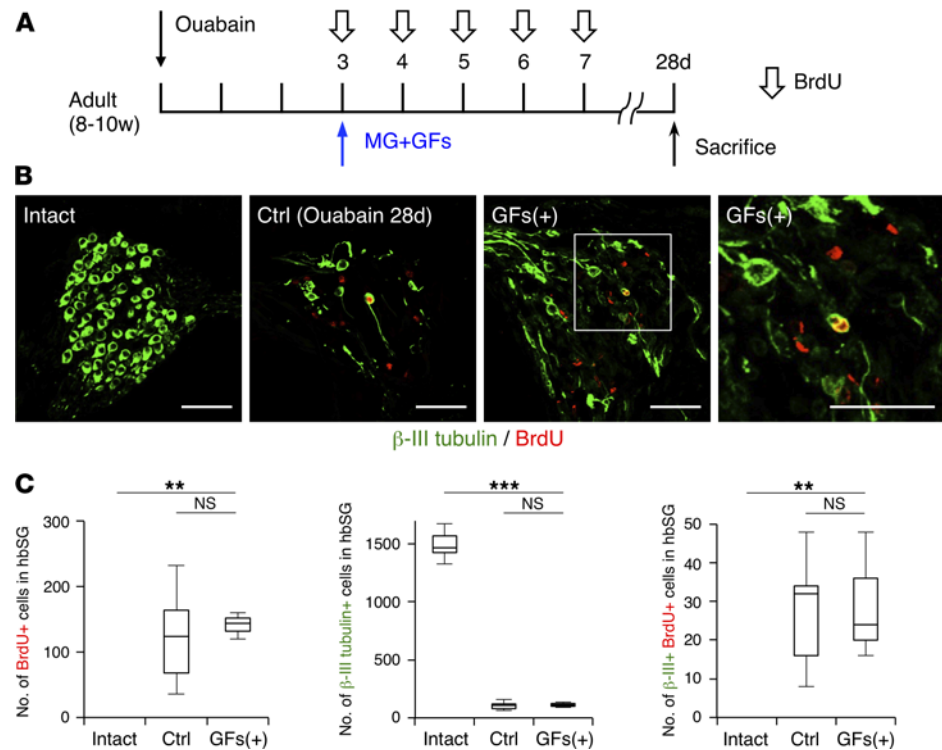 A
Ouabain
3 4 5 6 7 28d
BrdU
Adult
(8-10w)
MG+GFs
Sacrifice
B
Intact
Ctrl (Ouabain 28d)
GFs(+)
GFs(+)
β-III tubulin / BrdU
C
**
NS
300
200
100
0
No. of BrdU+ cells in hbSG
Intact Ctrl GFs(+)
***
NS
1500
1000
500
0
No. of β-III tubulin+ cells in hbSG
Intact Ctrl GFs(+)
**
NS
50
40
30
20
10
0
No. of β-III+ BrdU+ cells in hbSG
Intact Ctrl GFs(+)